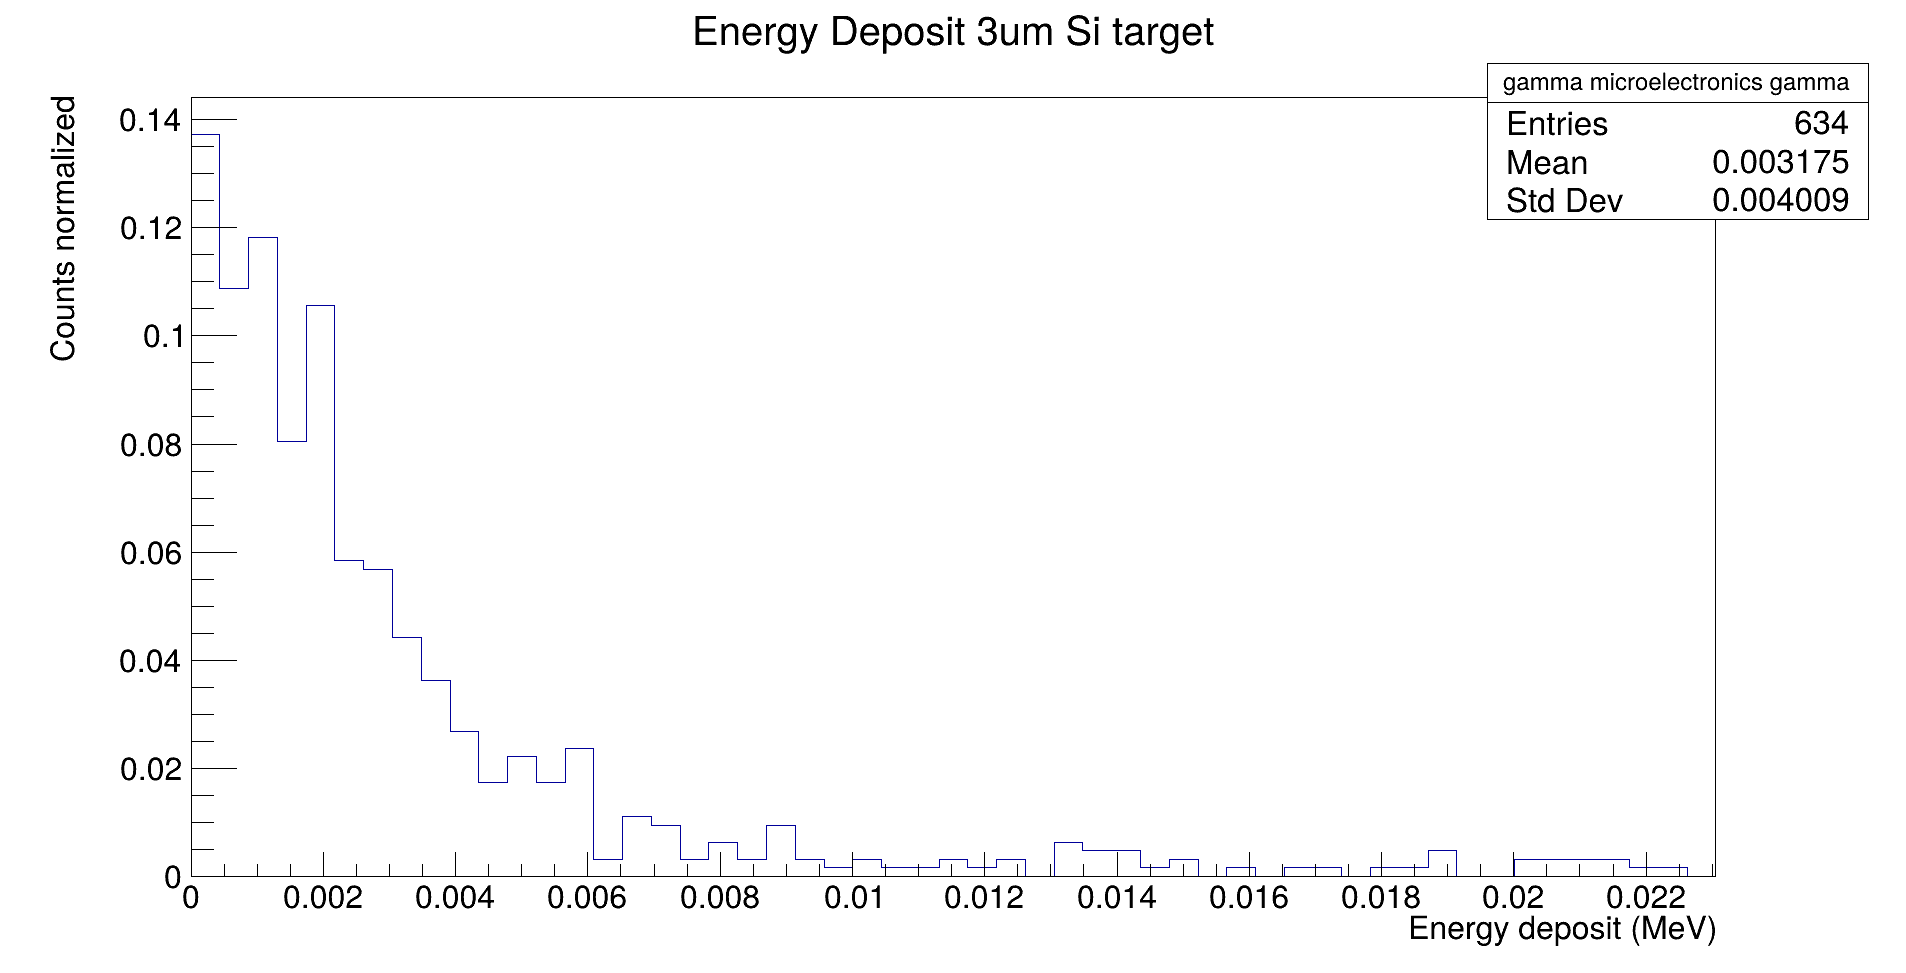 Energy Deposit 3um Si target
gamma microelectronics gamma
Entries 634
Mean 0.003175
Std Dev 0.004009
Counts normalized
0.14
0.12
0.1
0.08
0.06
0.04
0.02
0
0 0.002 0.004 0.006 0.008 0.01 0.012 0.014 0.016 0.018 0.02 0.022
Energy deposit (MeV)